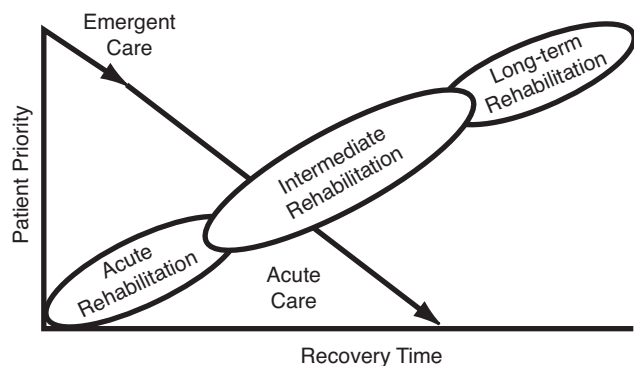 Emergent
Care
Long-term
Rehabilitation
Patient Priority
Intermediate
Rehabilitation
Acute
Rehabilitation
Acute
Care
Recovery Time